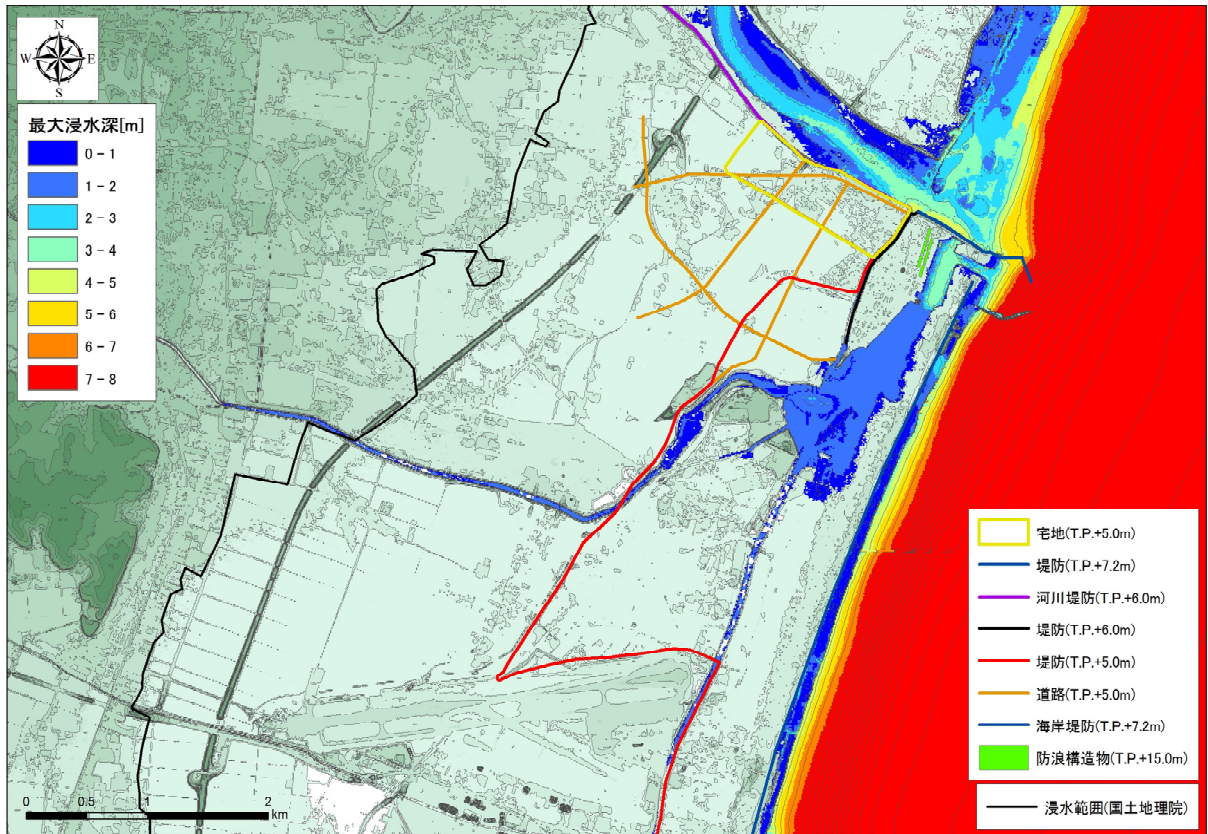 N
W E
S
最大浸水深[m]
0 - 1
1 - 2
2 - 3
3 - 4
4 - 5
5 - 6
6 - 7
7 - 8
宅地(T.P.+5.0m)
堤防(T.P.+7.2m)
河川堤防(T.P.+6.0m)
堤防(T.P.+6.0m)
堤防(T.P.+5.0m)
道路(T.P.+5.0m)
海岸堤防(T.P.+7.2m)
防浪構造物(T.P.+15.0m)
浸水範囲(国土地理院)
0 0.5 1 2
km